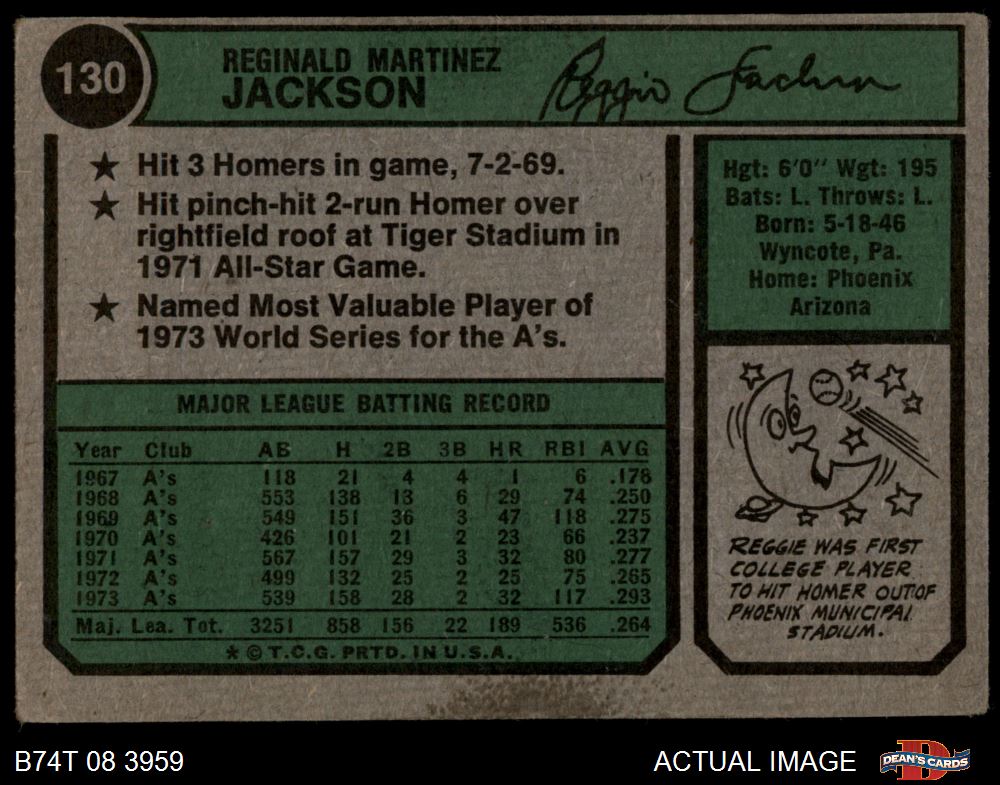 130
REGINALD MARTINEZ
JACKSON
Reggie Jackson
★ Hit 3 Homers in game, 7-2-69.
★ Hit pinch-hit 2-run Homer over
rightfield roof at Tiger Stadium in
1971 All-Star Game.
★ Named Most Valuable Player of
1973 World Series for the A's.
Hgt: 6'0" Wgt: 195
Bats: L. Throws: L.
Born: 5-18-46
Wyncote, Pa.
Home: Phoenix
Arizona
MAJOR LEAGUE BATTING RECORD
Year Club AB H 2B 3B HR RBI AVG
1967 A's 118 21 4 4 1 6 .178
1968 A's 553 138 13 6 29 74 .250
1969 A's 549 151 36 3 47 118 .275
1970 A's 426 101 21 2 23 66 .237
1971 A's 567 157 29 3 32 80 .277
1972 A's 499 132 25 2 25 75 .265
1973 A's 539 158 28 2 32 117 .293
Maj. Lea. Tot. 3251 858 156 22 189 536 .264
★ © T.C.G. PRTD. IN U.S.A.
REGGIE WAS FIRST
COLLEGE PLAYER
TO HIT HOMER OUT OF
PHOENIX MUNICIPAL
STADIUM.
B74T 08 3959
ACTUAL IMAGE
DEAN'S CARDS